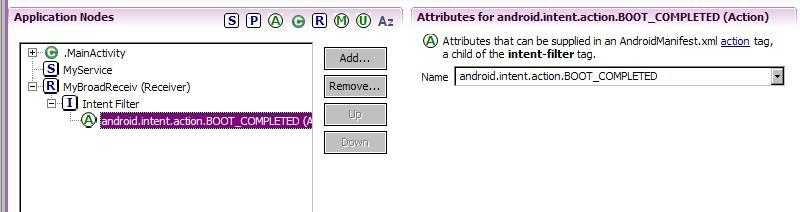 Application Nodes
S P A C R M U Az
C .MainActivity
S MyService
R MyBroadReceiv (Receiver)
I Intent Filter
A android.intent.action.BOOT_COMPLETED (A
Add...
Remove...
Up
Down
Attributes for android.intent.action.BOOT_COMPLETED (Action)
A Attributes that can be supplied in an AndroidManifest.xml action tag,
a child of the intent-filter tag.
Name android.intent.action.BOOT_COMPLETED